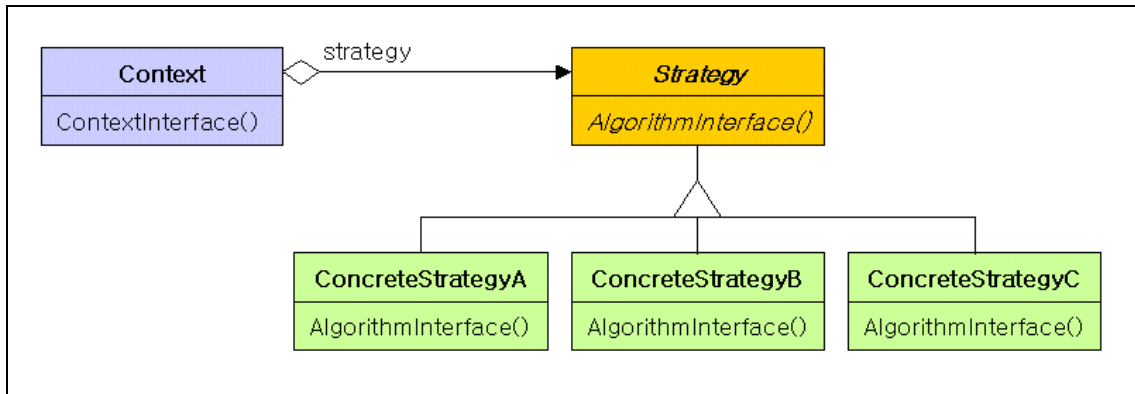 strategy
Context
ContextInterface()
Strategy
AlgorithmInterface()
ConcreteStrategyA
AlgorithmInterface()
ConcreteStrategyB
AlgorithmInterface()
ConcreteStrategyC
AlgorithmInterface()